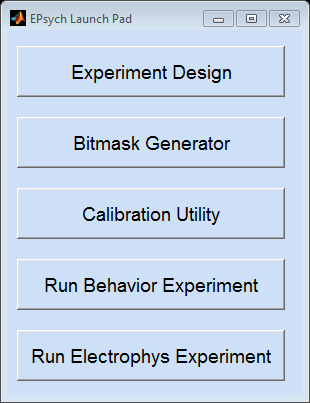 EPsych Launch Pad
Experiment Design
Bitmask Generator
Calibration Utility
Run Behavior Experiment
Run Electrophys Experiment